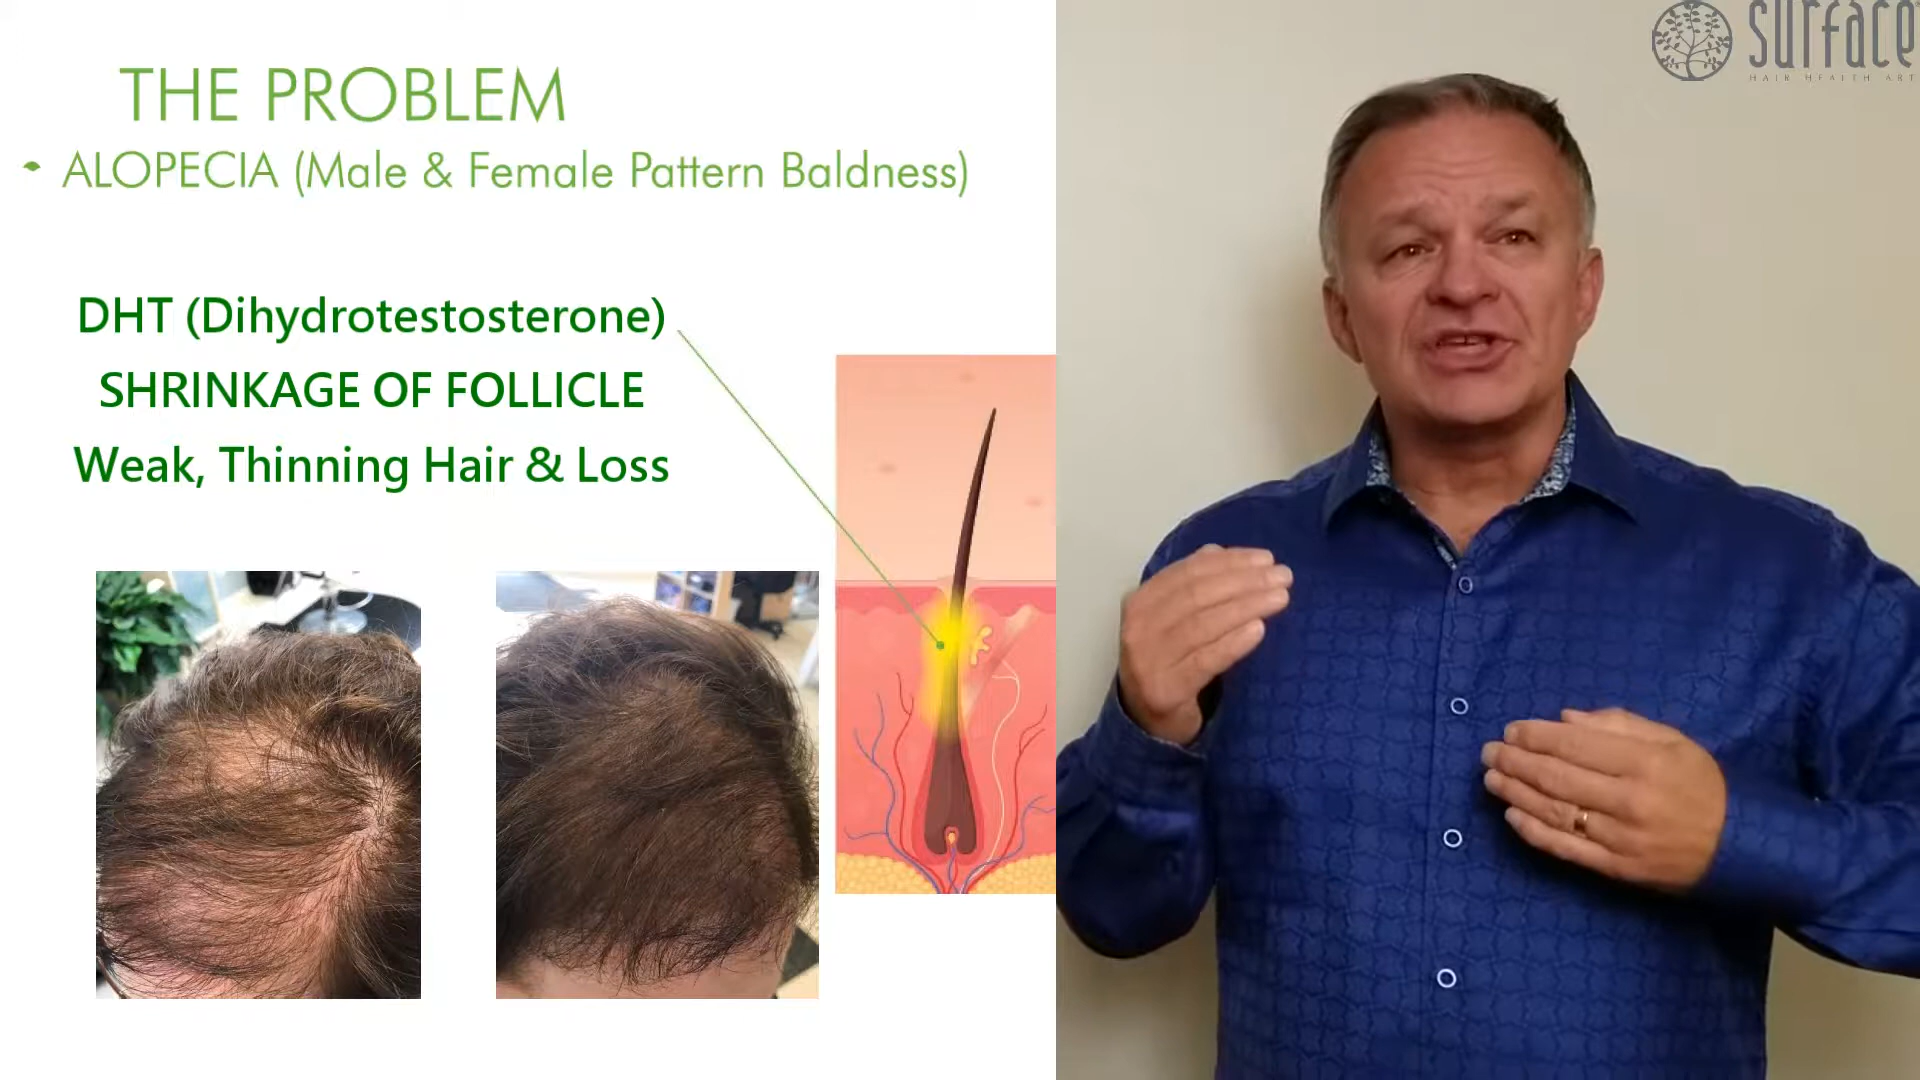 THE PROBLEM
• ALOPECIA (Male & Female Pattern Baldness)
DHT (Dihydrotestosterone)
SHRINKAGE OF FOLLICLE
Weak, Thinning Hair & Loss
surface
HAIR HEALTH ART